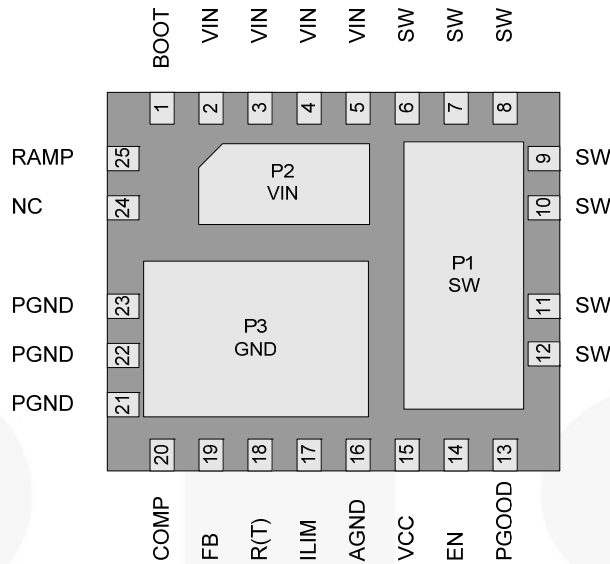 BOOT VIN VIN VIN VIN SW SW SW
1 2 3 4 5 6 7 8
RAMP 25 9 SW
P2
VIN
NC 24 10 SW
P1
SW
PGND 23 11 SW
P3
GND
PGND 22 12 SW
PGND 21
20 19 18 17 16 15 14 13
COMP FB R(T) ILIM AGND VCC EN PGOOD